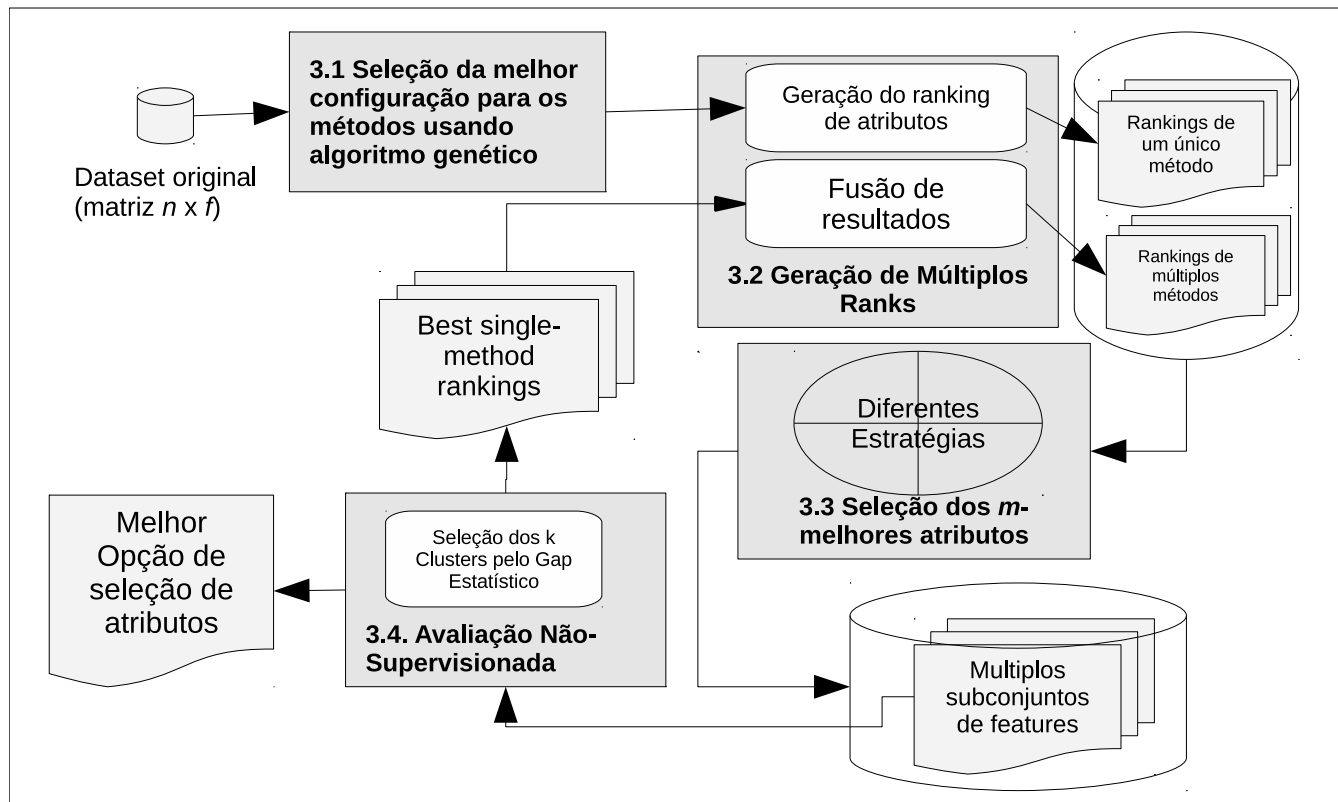 3.1 Seleção da melhor
configuração para os
métodos usando
algoritmo genético
Dataset original
(matriz n x f)
Geração do ranking
de atributos
Fusão de
resultados
3.2 Geração de Múltiplos
Ranks
Rankings de
um único
método
Rankings de
múltiplos
métodos
Best single-
method
rankings
Diferentes
Estratégias
3.3 Seleção dos m-
melhores atributos
Melhor
Opção de
seleção de
atributos
Seleção dos k
Clusters pelo Gap
Estatístico
3.4. Avaliação Não-
Supervisionada
Multiplos
subconjuntos
de features